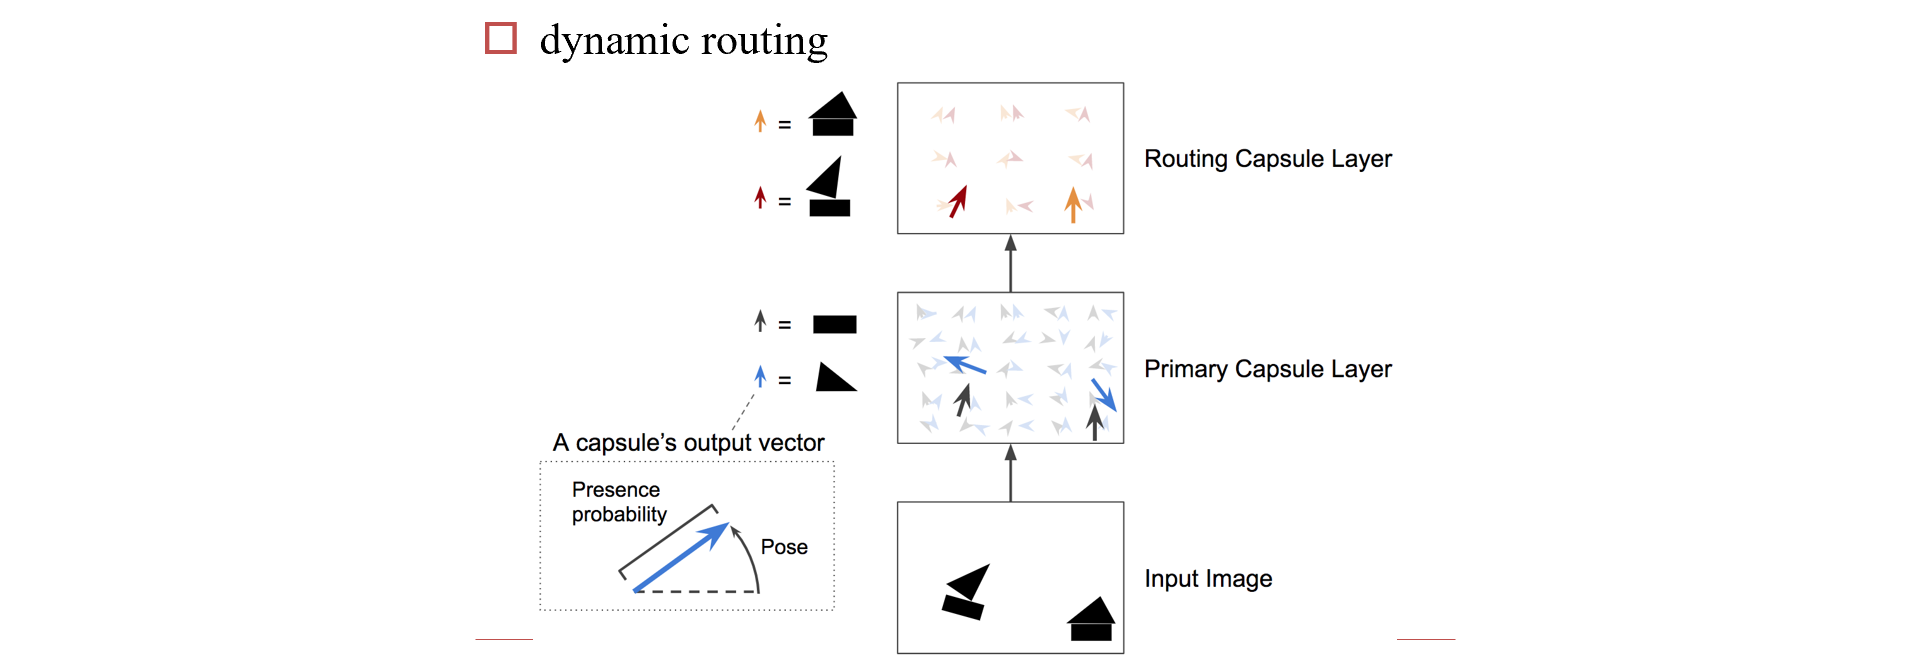 dynamic routing
=
=
Routing Capsule Layer
=
=
Primary Capsule Layer
A capsule's output vector
Presence
probability
Pose
Input Image